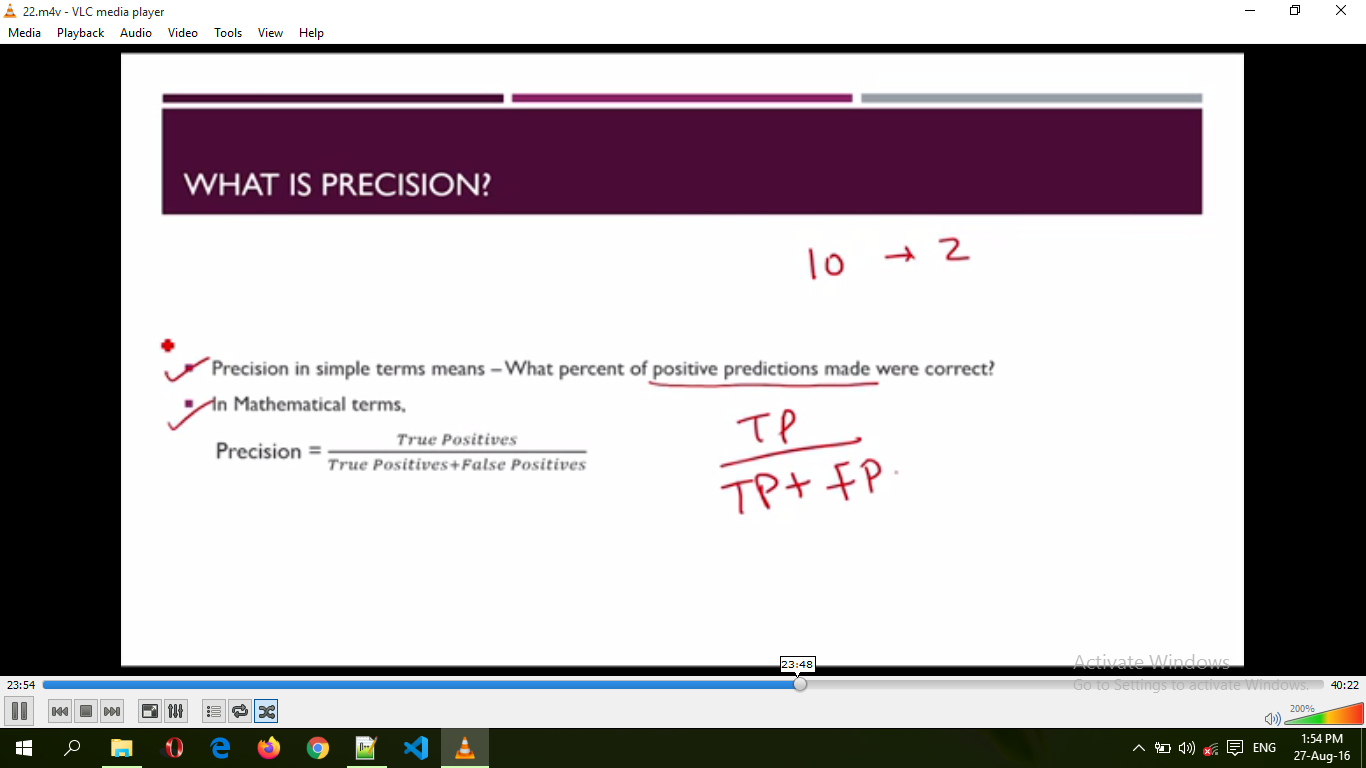 22.m4v - VLC media player
Media Playback Audio Video Tools View Help
WHAT IS PRECISION?
10 → 2
Precision in simple terms means – What percent of positive predictions made were correct?
In Mathematical terms,
Precision = True Positives / True Positives+False Positives
TP
TP + FP
Activate Windows
Go to Settings to activate Windows.
23:48
23:54 40:22
200%
ENG
1:54 PM
27-Aug-16